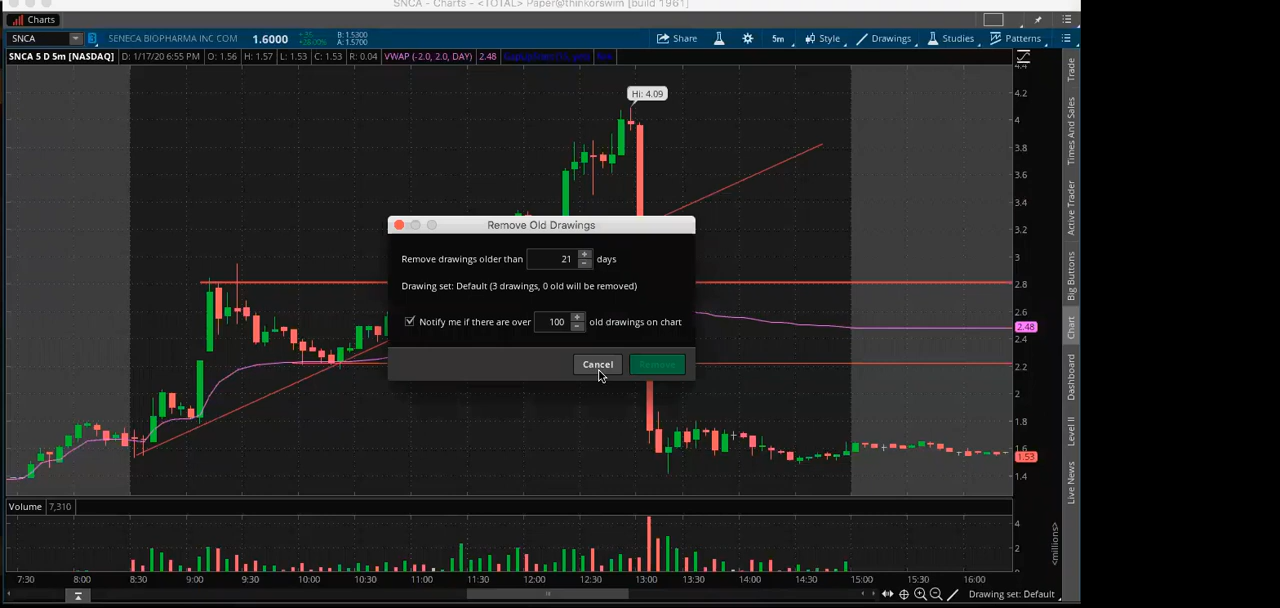 SNCA - Charts - <TOTAL> Paper@thinkorswim [build 1961]
Charts
SNCA 3 SENECA BIOPHARMA INC COM 1.6000 B: 1.5300 A: 1.5700 Share 5m Style Drawings Studies Patterns
SNCA 5 D 5m [NASDAQ] D: 1/17/20 6:55 PM O: 1.56 H: 1.57 L: 1.53 C: 1.53 R: 0.04 VWAP (-2.0, 2.0, DAY) 2.48
Hi: 4.09
Remove Old Drawings
Remove drawings older than 21 days
Drawing set: Default (3 drawings, 0 old will be removed)
Notify me if there are over 100 old drawings on chart
Cancel Remove
4.4
4.2
4
3.8
3.6
3.4
3.2
3
2.8
2.6
2.48
2.4
2.2
2
1.8
1.6
1.53
1.4
Trade
Times And Sales
Active Trader
Big Buttons
Chart
Dashboard
Level II
Live News
Volume 7,310
4
2
0
<millions>
7:30 8:00 8:30 9:00 9:30 10:00 10:30 11:00 11:30 12:00 12:30 13:00 13:30 14:00 14:30 15:00 15:30 16:00
Drawing set: Default